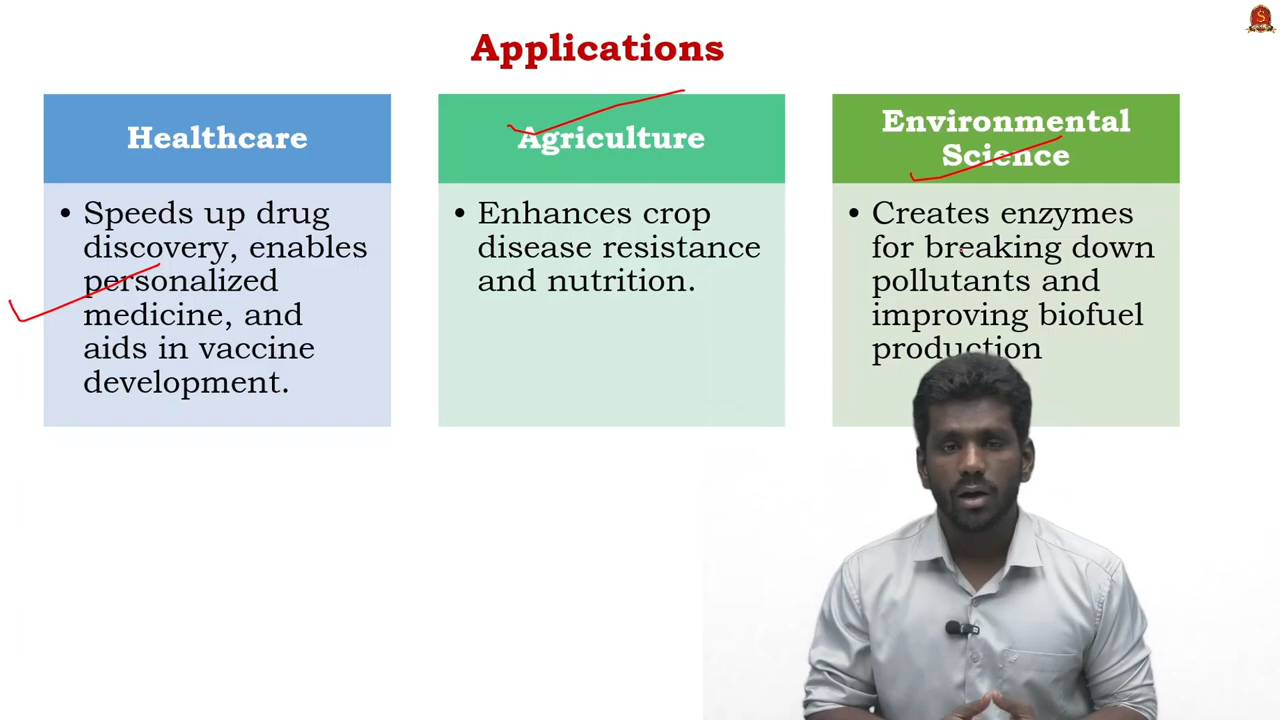 Applications
Healthcare
• Speeds up drug
discovery, enables
personalized
medicine, and
aids in vaccine
development.
Agriculture
• Enhances crop
disease resistance
and nutrition.
Environmental
Science
• Creates enzymes
for breaking down
pollutants and
improving biofuel
production